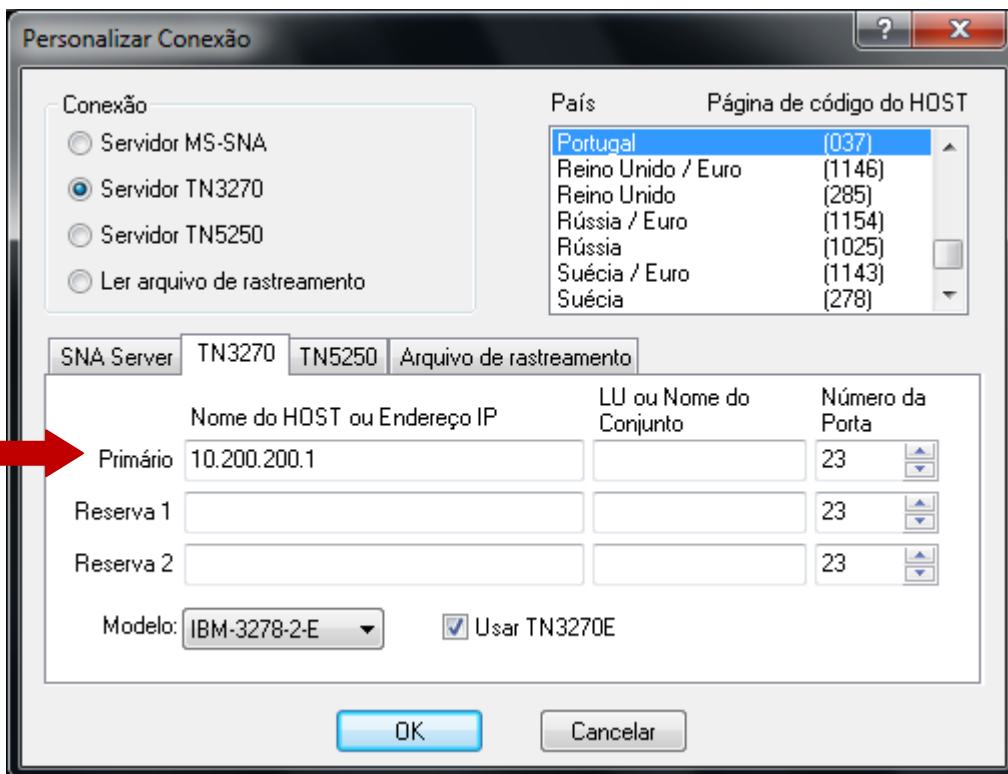 Personalizar Conexão
?
X
Conexão
Servidor MS-SNA
Servidor TN3270
Servidor TN5250
Ler arquivo de rastreamento
País Página de código do HOST
Portugal (037)
Reino Unido / Euro (1146)
Reino Unido (285)
Rússia / Euro (1154)
Rússia (1025)
Suécia / Euro (1143)
Suécia (278)
SNA Server TN3270 TN5250 Arquivo de rastreamento
Nome do HOST ou Endereço IP
LU ou Nome do
Conjunto
Número da
Porta
Primário 10.200.200.1 23
Reserva 1 23
Reserva 2 23
Modelo: IBM-3278-2-E Usar TN3270E
OK Cancelar